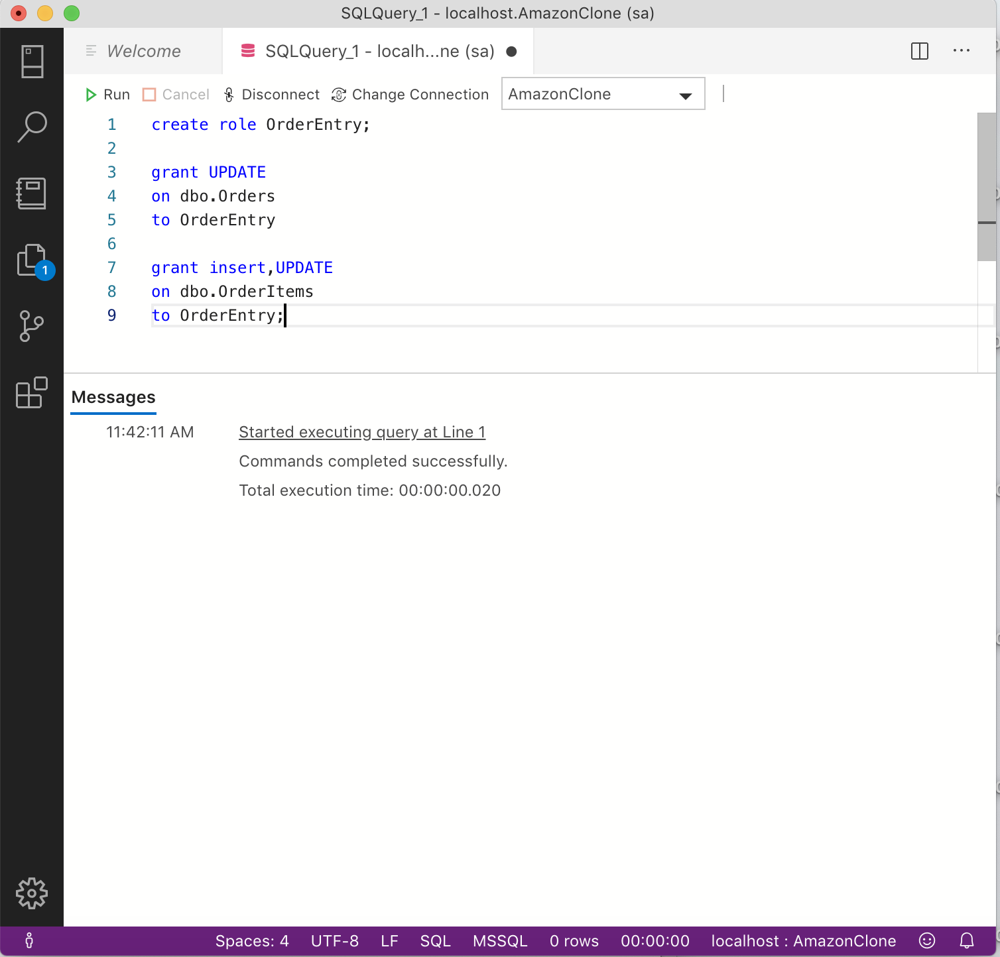 SQLQuery_1 - localhost.AmazonClone (sa)
Welcome
SQLQuery_1 - localh...ne (sa)
Run Cancel Disconnect Change Connection AmazonClone
1 create role OrderEntry;
2
3 grant UPDATE
4 on dbo.Orders
5 to OrderEntry
6
7 grant insert,UPDATE
8 on dbo.OrderItems
9 to OrderEntry;
1
Messages
11:42:11 AM Started executing query at Line 1
Commands completed successfully.
Total execution time: 00:00:00.020
Spaces: 4 UTF-8 LF SQL MSSQL 0 rows 00:00:00 localhost : AmazonClone